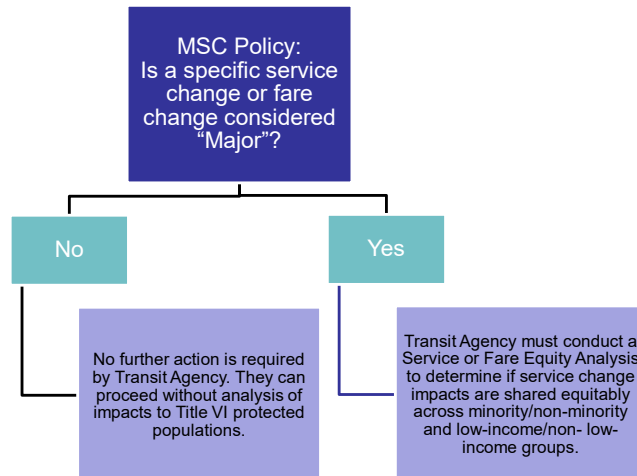 MSC Policy:
Is a specific service
change or fare
change considered
“Major”?
No
Yes
No further action is required
by Transit Agency. They can
proceed without analysis of
impacts to Title VI protected
populations.
Transit Agency must conduct a
Service or Fare Equity Analysis
to determine if service change
impacts are shared equitably
across minority/non-minority
and low-income/non- low-
income groups.